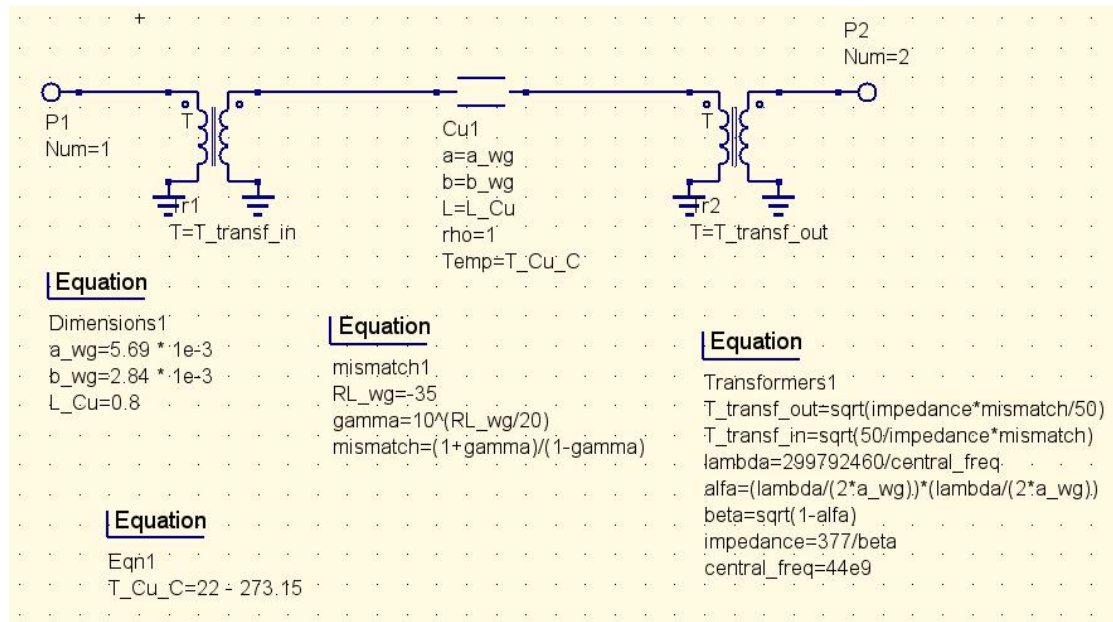 P2
Num=2
P1
Num=1
T
Tr1
T=T_transf_in
Cu1
a=a_wg
b=b_wg
L=L_Cu
rho=1
Temp=T_Cu_C
T
Tr2
T=T_transf_out
Equation
Dimensions1
a_wg=5.69 * 1e-3
b_wg=2.84 * 1e-3
L_Cu=0.8
Equation
mismatch1
RL_wg=-35
gamma=10^(RL_wg/20)
mismatch=(1+gamma)/(1-gamma)
Equation
Transformers1
T_transf_out=sqrt(impedance*mismatch/50)
T_transf_in=sqrt(50/impedance*mismatch)
lambda=299792460/central_freq
alfa=(lambda/(2*a_wg))*(lambda/(2*a_wg))
beta=sqrt(1-alfa)
impedance=377/beta
central_freq=44e9
Equation
Eqn1
T_Cu_C=22 - 273.15